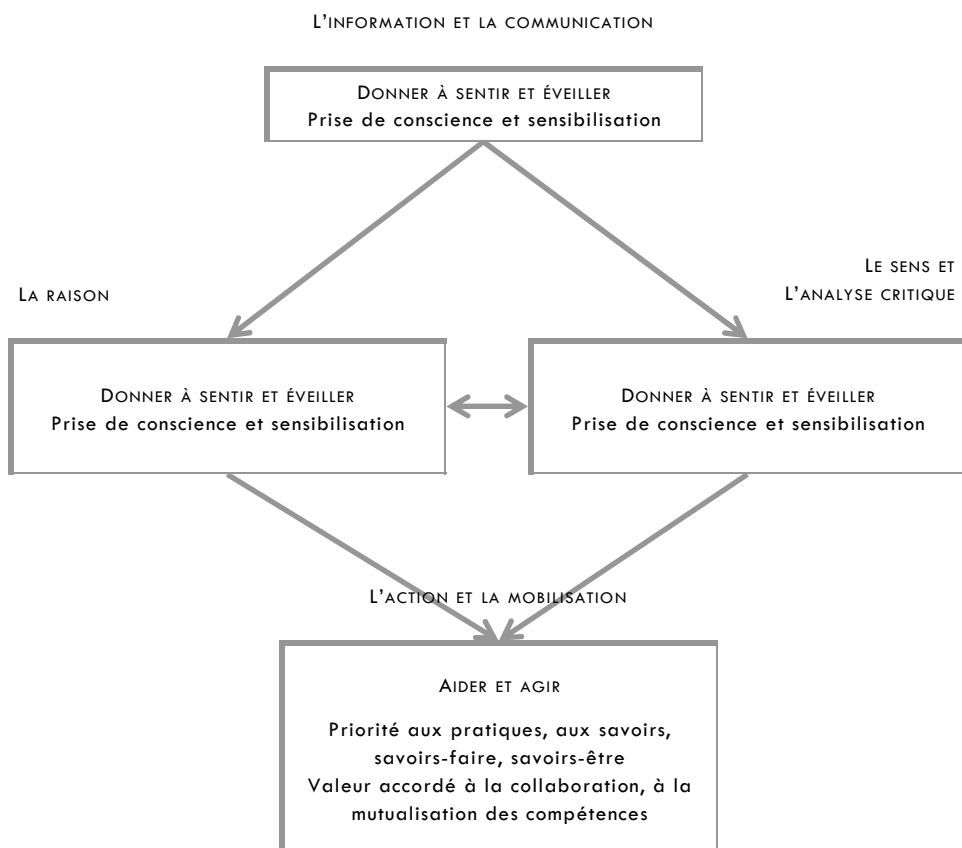 L'INFORMATION ET LA COMMUNICATION
DONNER À SENTIR ET ÉVEILLER
Prise de conscience et sensibilisation
LA RAISON
LE SENS ET
L'ANALYSE CRITIQUE
DONNER À SENTIR ET ÉVEILLER
Prise de conscience et sensibilisation
DONNER À SENTIR ET ÉVEILLER
Prise de conscience et sensibilisation
L'ACTION ET LA MOBILISATION
AIDER ET AGIR
Priorité aux pratiques, aux savoirs,
savoirs-faire, savoirs-être
Valeur accordé à la collaboration, à la
mutualisation des compétences